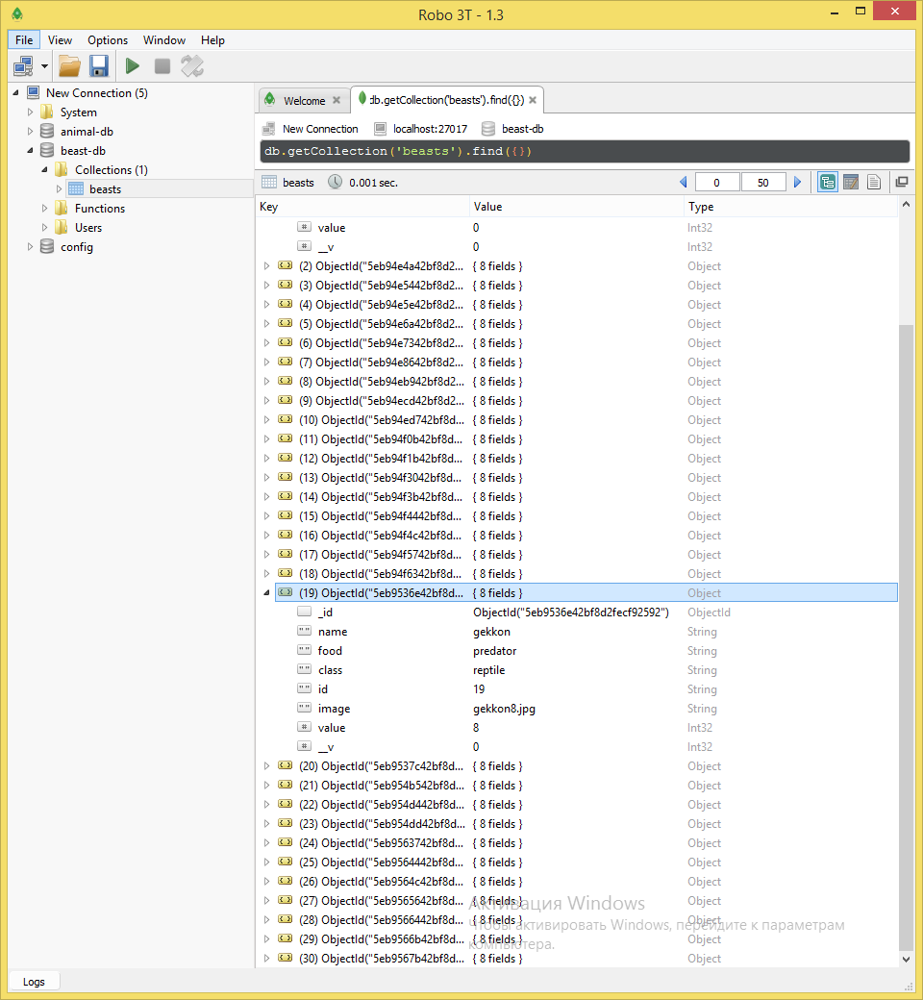 Robo 3T - 1.3
File View Options Window Help
New Connection (5)
System
animal-db
beast-db
Collections (1)
beasts
Functions
Users
config
Welcome
db.getCollection('beasts').find({})
New Connection localhost:27017 beast-db
db.getCollection('beasts').find({})
beasts 0.001 sec. 0 50
Key Value Type
value 0 Int32
__v 0 Int32
(2) ObjectId("5eb94e4a42bf8d2... { 8 fields } Object
(3) ObjectId("5eb94e5442bf8d2... { 8 fields } Object
(4) ObjectId("5eb94e5e42bf8d2... { 8 fields } Object
(5) ObjectId("5eb94e6a42bf8d2... { 8 fields } Object
(6) ObjectId("5eb94e7342bf8d2... { 8 fields } Object
(7) ObjectId("5eb94e8642bf8d2... { 8 fields } Object
(8) ObjectId("5eb94eb942bf8d2... { 8 fields } Object
(9) ObjectId("5eb94ecd42bf8d2... { 8 fields } Object
(10) ObjectId("5eb94ed742bf8d... { 8 fields } Object
(11) ObjectId("5eb94f0b42bf8d... { 8 fields } Object
(12) ObjectId("5eb94f1b42bf8d... { 8 fields } Object
(13) ObjectId("5eb94f3042bf8d... { 8 fields } Object
(14) ObjectId("5eb94f3b42bf8d... { 8 fields } Object
(15) ObjectId("5eb94f4442bf8d... { 8 fields } Object
(16) ObjectId("5eb94f4c42bf8d... { 8 fields } Object
(17) ObjectId("5eb94f5742bf8d... { 8 fields } Object
(18) ObjectId("5eb94f6342bf8d... { 8 fields } Object
(19) ObjectId("5eb9536e42bf8d... { 8 fields } Object
_id ObjectId("5eb9536e42bf8d2fecf92592") ObjectId
name gekkon String
food predator String
class reptile String
id 19 String
image gekkon8.jpg String
value 8 Int32
__v 0 Int32
(20) ObjectId("5eb9537c42bf8d... { 8 fields } Object
(21) ObjectId("5eb954b542bf8d... { 8 fields } Object
(22) ObjectId("5eb954d442bf8d... { 8 fields } Object
(23) ObjectId("5eb954dd42bf8d... { 8 fields } Object
(24) ObjectId("5eb9563742bf8d... { 8 fields } Object
(25) ObjectId("5eb9564442bf8d... { 8 fields } Object
(26) ObjectId("5eb9564c42bf8d... { 8 fields } Object
(27) ObjectId("5eb9565642bf8d... { 8 fields } Object
(28) ObjectId("5eb9566442bf8d... { 8 fields } Object
(29) ObjectId("5eb9566b42bf8d... { 8 fields } Object
(30) ObjectId("5eb9567b42bf8d... { 8 fields } Object
Активация Windows
Чтобы активировать Windows, перейдите к параметрам
компьютера.
Logs